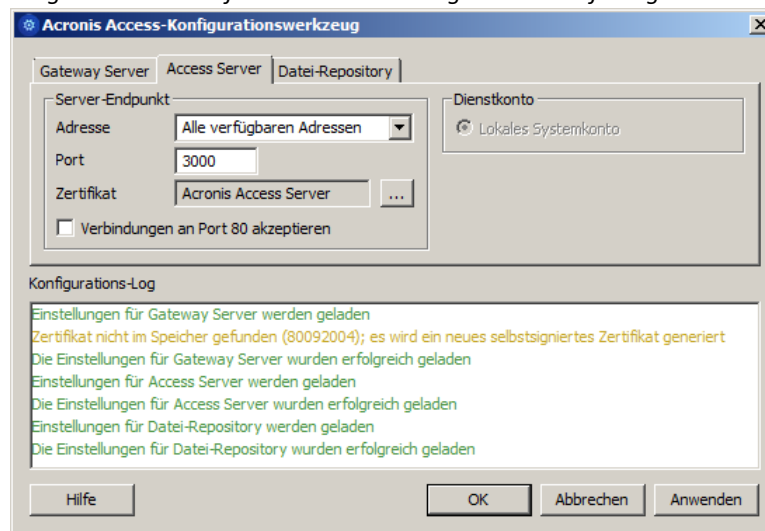 Acronis Access-Konfigurationswerkzeug
Gateway Server Access Server Datei-Repository
Server-Endpunkt
Adresse Alle verfügbaren Adressen
Port 3000
Zertifikat Acronis Access Server ...
Verbindungen an Port 80 akzeptieren
Dienstkonto
Lokales Systemkonto
Konfigurations-Log
Einstellungen für Gateway Server werden geladen
Zertifikat nicht im Speicher gefunden (80092004); es wird ein neues selbstsigniertes Zertifikat generiert
Die Einstellungen für Gateway Server wurden erfolgreich geladen
Einstellungen für Access Server werden geladen
Die Einstellungen für Access Server wurden erfolgreich geladen
Einstellungen für Datei-Repository werden geladen
Die Einstellungen für Datei-Repository wurden erfolgreich geladen
Hilfe OK Abbrechen Anwenden